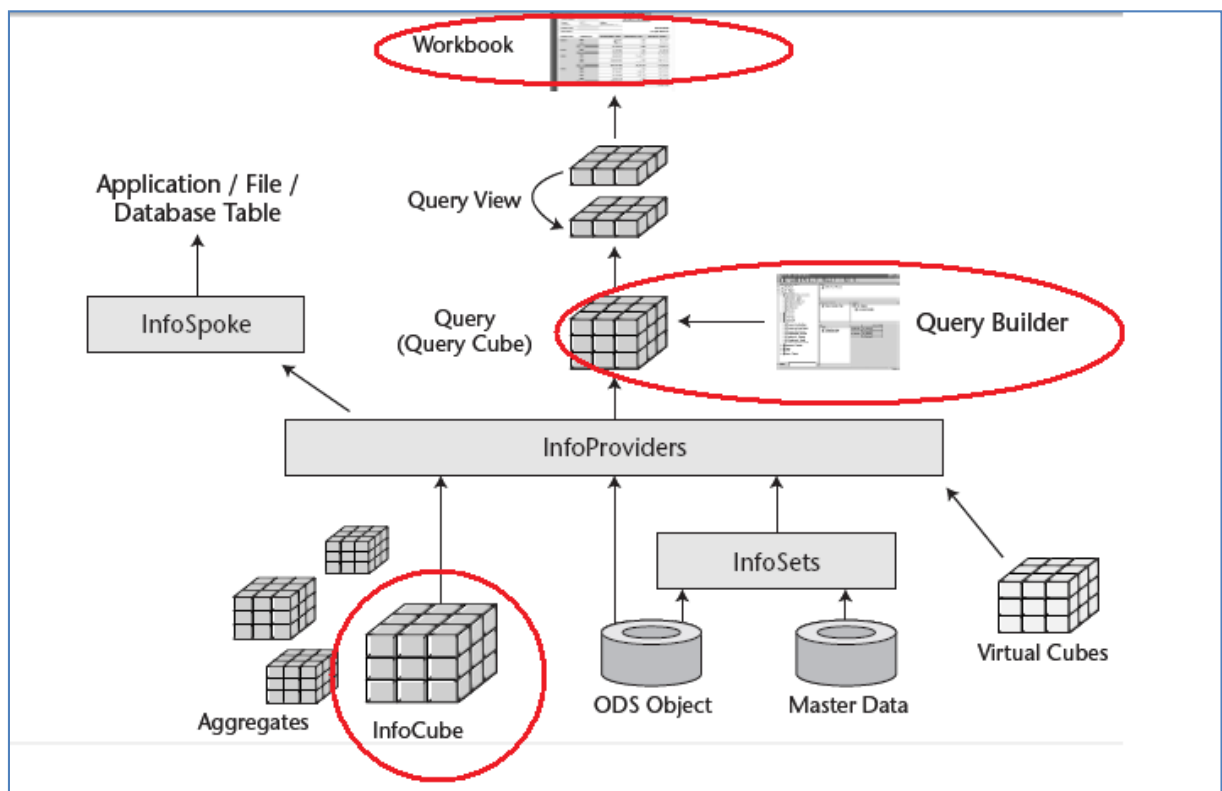 Workbook
Application / File /
Database Table
Query View
InfoSpoke
Query
(Query Cube)
Query Builder
InfoProviders
InfoSets
Virtual Cubes
ODS Object
Master Data
Aggregates
InfoCube